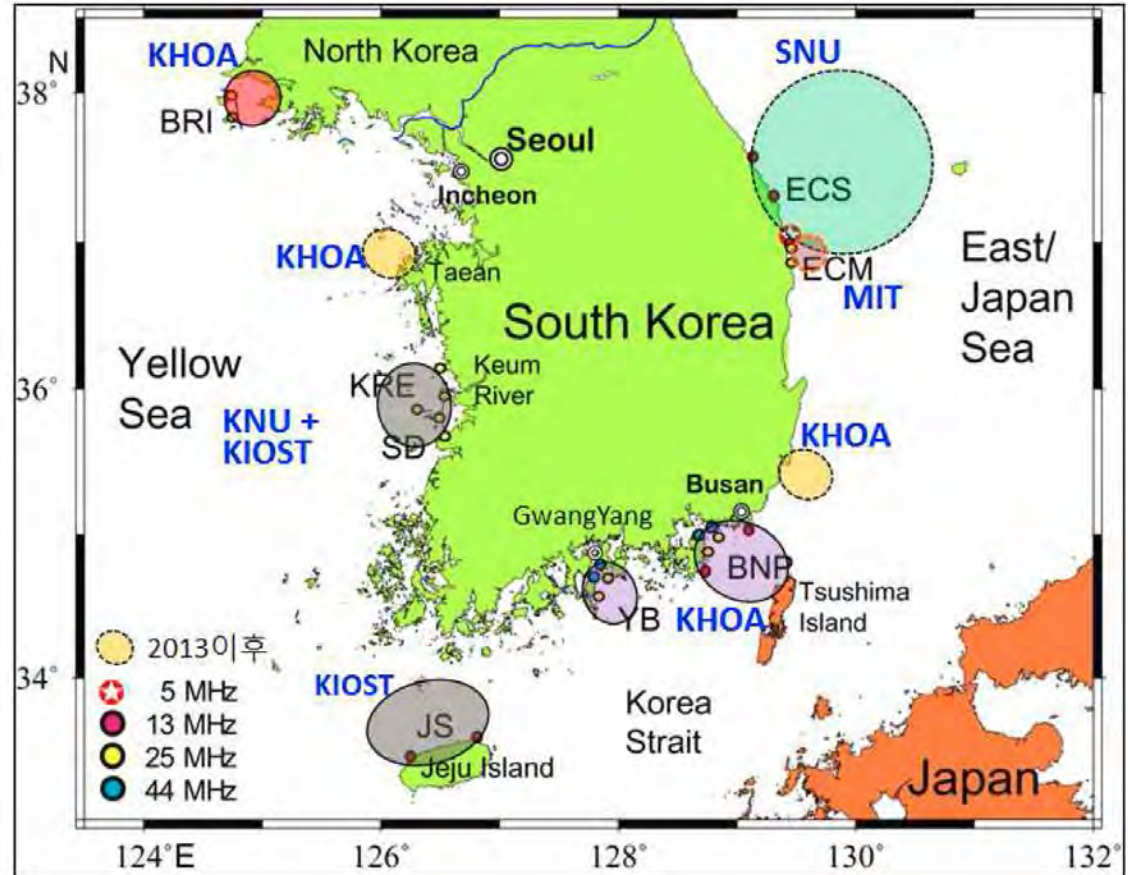 N
38°
36°
34°
124°E
126°
128°
130°
132°
KHOA
BRI
North Korea
Seoul
Incheon
SNU
ECS
ECM
MIT
East/
Japan
Sea
KHOA
Taean
South Korea
Yellow
Sea
KRE
Keum
River
SD
KNU +
KIOST
KHOA
Busan
GwangYang
BNP
YB
KHOA
Tsushima
Island
KIOST
JS
Jeju Island
Korea
Strait
Japan
2013이후
5 MHz
13 MHz
25 MHz
44 MHz